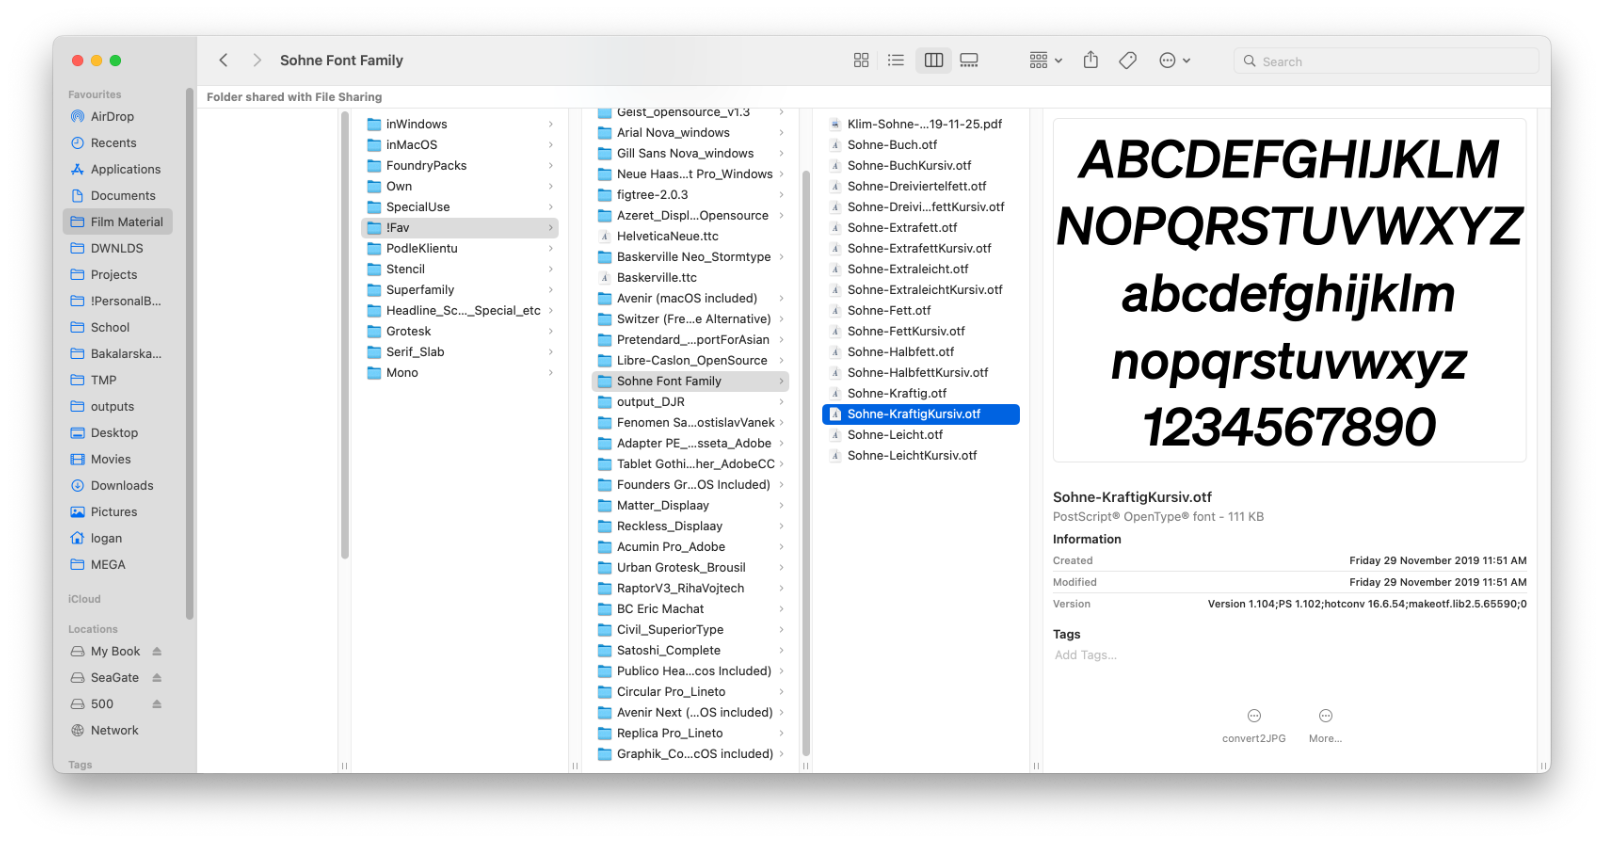 Sohne Font Family
Search
Folder shared with File Sharing
Favourites
AirDrop
Recents
Applications
Documents
Film Material
DWNLDS
Projects
!PersonalB...
School
Bakalarska...
TMP
outputs
Desktop
Movies
Downloads
Pictures
logan
MEGA
iCloud
Locations
My Book
SeaGate
500
Network
Tags
inWindows
inMacOS
FoundryPacks
Own
SpecialUse
!Fav
PodleKlientu
Stencil
Superfamily
Headline_Sc..._Special_etc
Grotesk
Serif_Slab
Mono
Geist_opensource_v1.3
Arial Nova_windows
Gill Sans Nova_windows
Neue Haas...t Pro_Windows
figtree-2.0.3
Azeret_Displ...Opensource
HelveticaNeue.ttc
Baskerville Neo_Stormtype
Baskerville.ttc
Avenir (macOS included)
Switzer (Fre...e Alternative)
Pretendard_...portForAsian
Libre-Caslon_OpenSource
Sohne Font Family
output_DJR
Fenomen Sa...ostislavVanek
Adapter PE_...sseta_Adobe
Tablet Gothi...her_AdobeCC
Founders Gr...OS Included)
Matter_Displaay
Reckless_Displaay
Acumin Pro_Adobe
Urban Grotesk_Brousil
RaptorV3_RihaVojtech
BC Eric Machat
Civil_SuperiorType
Satoshi_Complete
Publico Hea...cos Included)
Circular Pro_Lineto
Avenir Next (...OS included)
Replica Pro_Lineto
Graphik_Co...cOS included)
Klim-Sohne-...19-11-25.pdf
Sohne-Buch.otf
Sohne-BuchKursiv.otf
Sohne-Dreiviertelfett.otf
Sohne-Dreivi...fettKursiv.otf
Sohne-Extrafett.otf
Sohne-ExtrafettKursiv.otf
Sohne-Extraleicht.otf
Sohne-ExtraleichtKursiv.otf
Sohne-Fett.otf
Sohne-FettKursiv.otf
Sohne-Halbfett.otf
Sohne-HalbfettKursiv.otf
Sohne-Kraftig.otf
Sohne-KraftigKursiv.otf
Sohne-Leicht.otf
Sohne-LeichtKursiv.otf
ABCDEFGHIJKLM
NOPQRSTUVWXYZ
abcdefghijklm
nopqrstuvwxyz
1234567890
Sohne-KraftigKursiv.otf
PostScript® OpenType® font - 111 KB
Information
Created Friday 29 November 2019 11:51 AM
Modified Friday 29 November 2019 11:51 AM
Version Version 1.104;PS 1.102;hotconv 16.6.54;makeotf.lib2.5.65590;0
Tags
Add Tags...
convert2JPG
More...